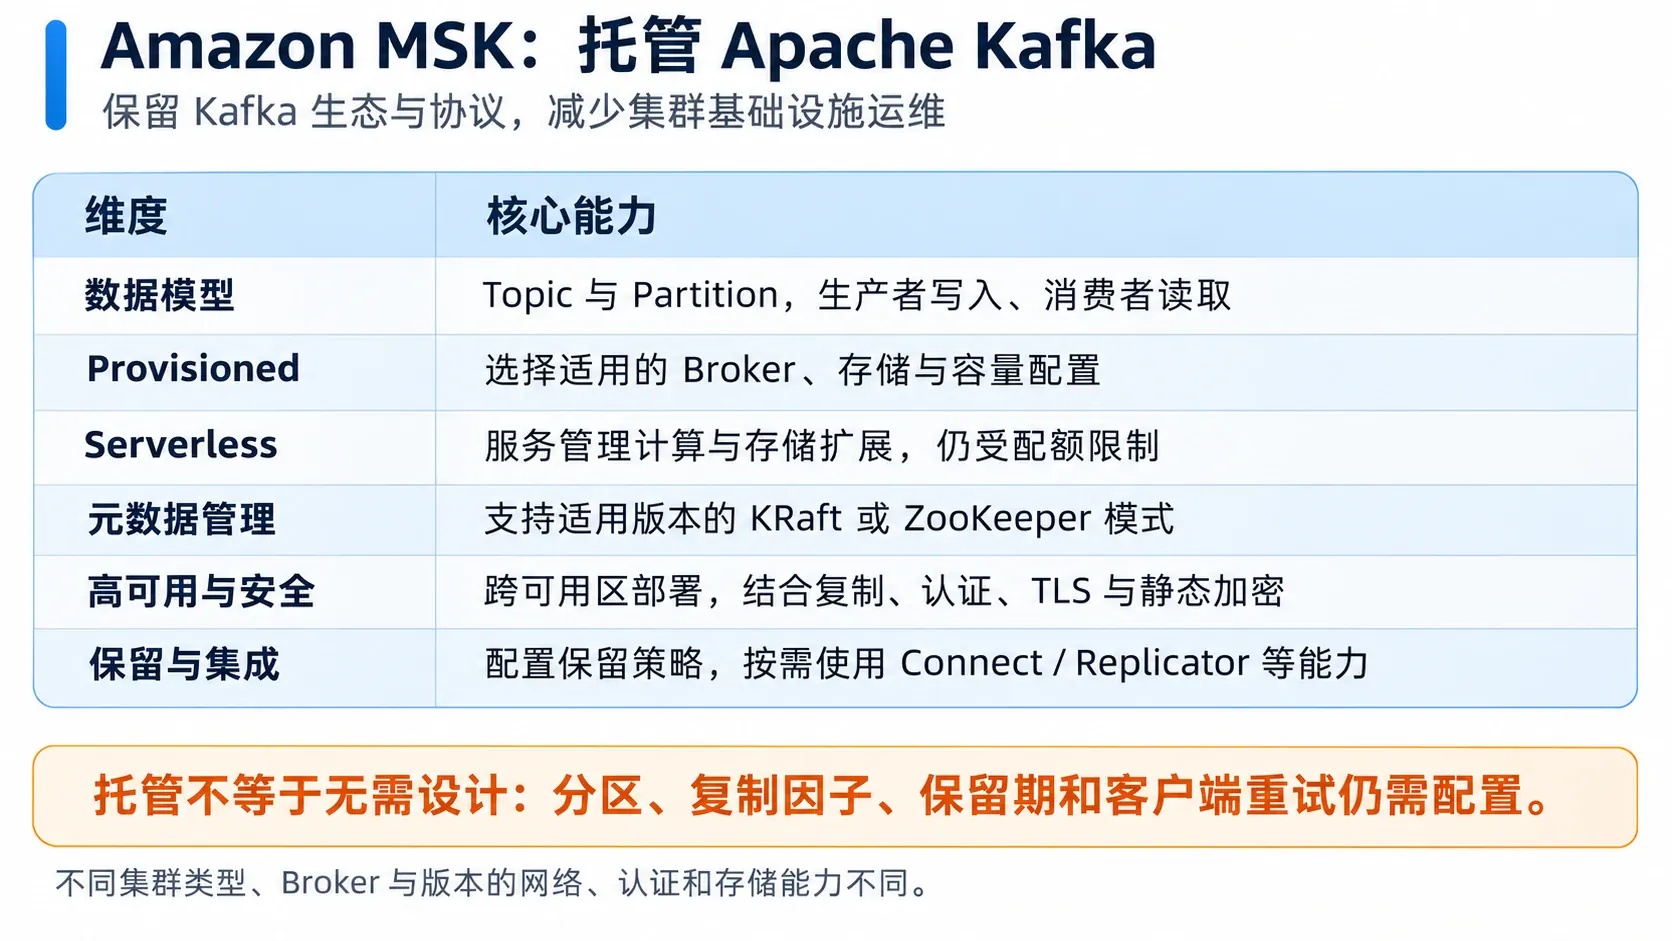 Amazon MSK：托管 Apache Kafka
保留 Kafka 生态与协议，减少集群基础设施运维
维度 核心能力
数据模型 Topic 与 Partition，生产者写入、消费者读取
Provisioned 选择适用的 Broker、存储与容量配置
Serverless 服务管理计算与存储扩展，仍受配额限制
元数据管理 支持适用版本的 KRaft 或 ZooKeeper 模式
高可用与安全 跨可用区部署，结合复制、认证、TLS 与静态加密
保留与集成 配置保留策略，按需使用 Connect / Replicator 等能力
托管不等于无需设计：分区、复制因子、保留期和客户端重试仍需配置。
不同集群类型、Broker 与版本的网络、认证和存储能力不同。